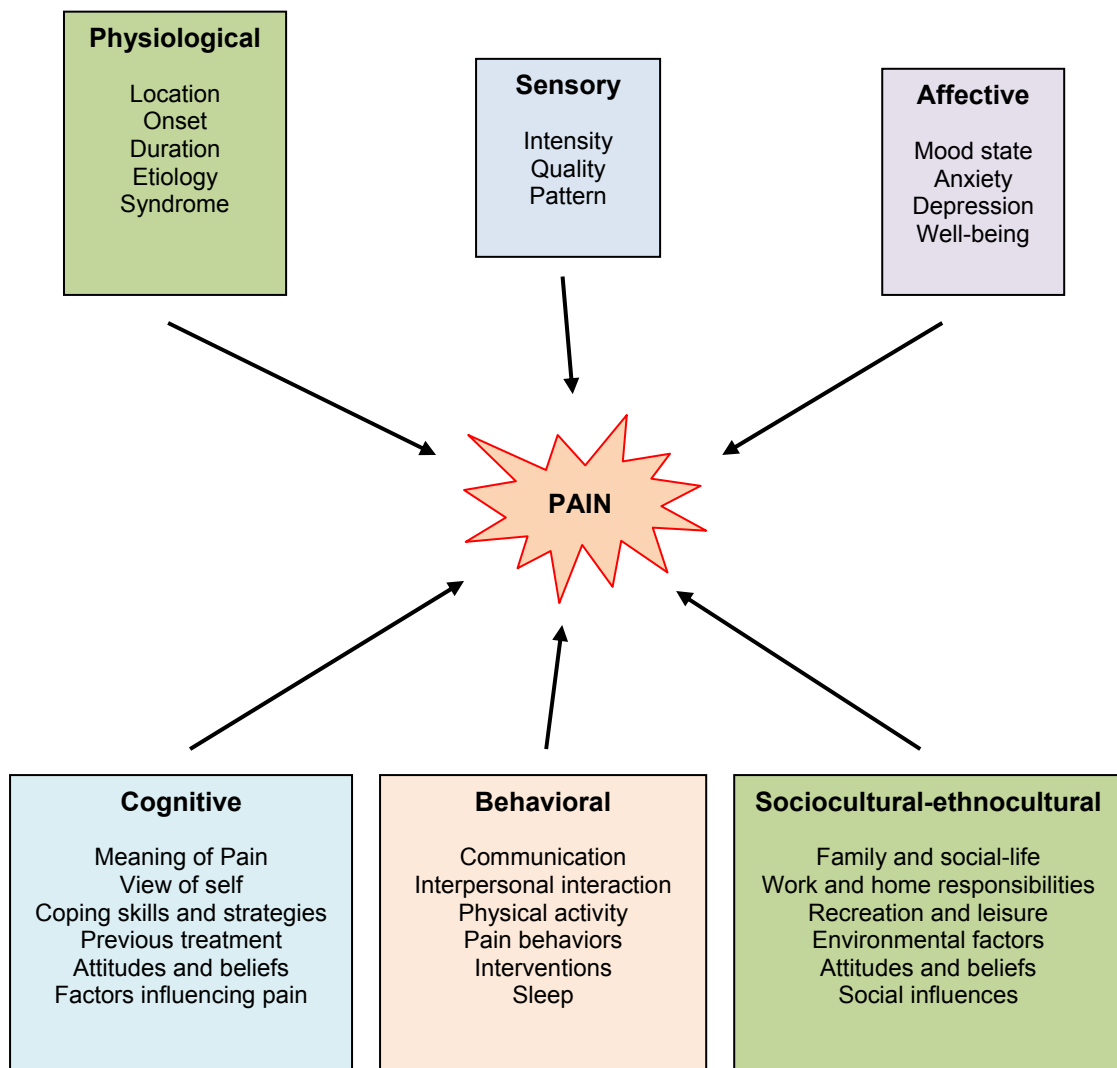 Physiological
Location
Onset
Duration
Etiology
Syndrome
Sensory
Intensity
Quality
Pattern
Affective
Mood state
Anxiety
Depression
Well-being
PAIN
Cognitive
Meaning of Pain
View of self
Coping skills and strategies
Previous treatment
Attitudes and beliefs
Factors influencing pain
Behavioral
Communication
Interpersonal interaction
Physical activity
Pain behaviors
Interventions
Sleep
Sociocultural-ethnocultural
Family and social-life
Work and home responsibilities
Recreation and leisure
Environmental factors
Attitudes and beliefs
Social influences